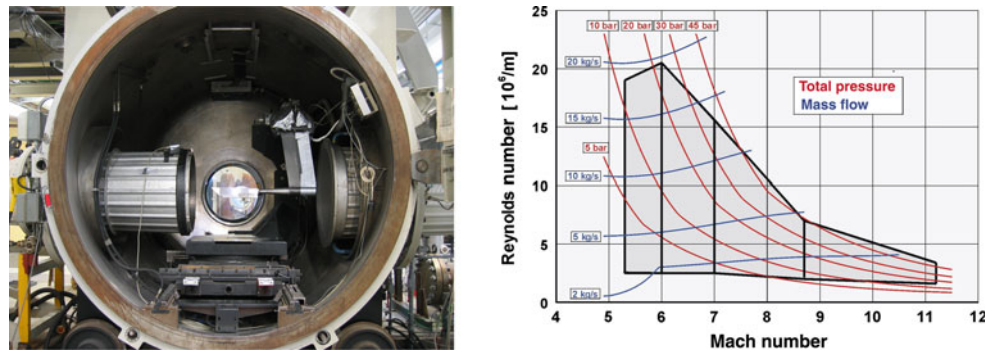 25
20
15
10
5
0
Reynolds number [10⁶/m]
10 bar
20 bar
30 bar
45 bar
20 kg/s
15 kg/s
5 bar
10 kg/s
5 kg/s
2 kg/s
Total pressure
Mass flow
4 5 6 7 8 9 10 11 12
Mach number